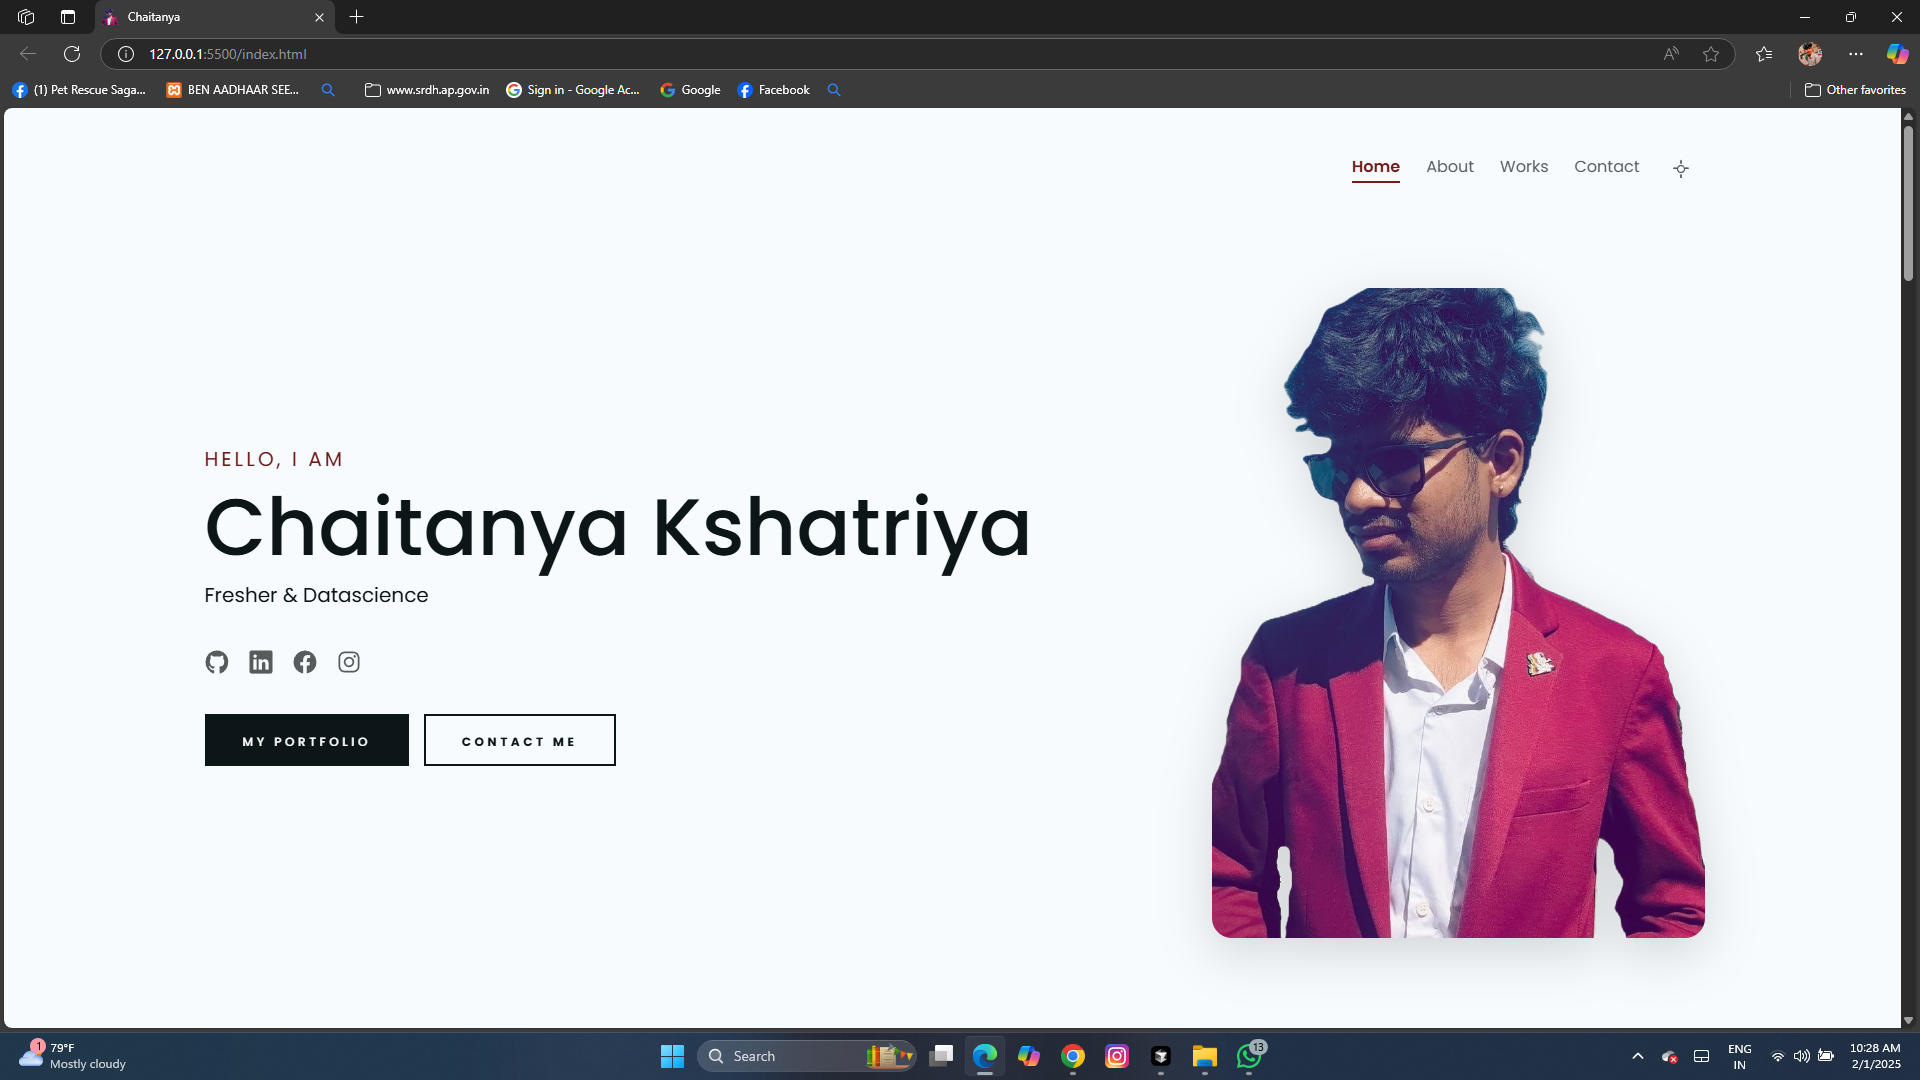 Chaitanya
127.0.0.1:5500/index.html
(1) Pet Rescue Saga...
BEN AADHAAR SEE...
www.srdh.ap.gov.in
Sign in - Google Ac...
Google
Facebook
Other favorites
Home About Works Contact
HELLO, I AM
Chaitanya Kshatriya
Fresher & Datascience
MY PORTFOLIO
CONTACT ME
1
79°F
Mostly cloudy
Search
13
ENG
IN
10:28 AM
2/1/2025